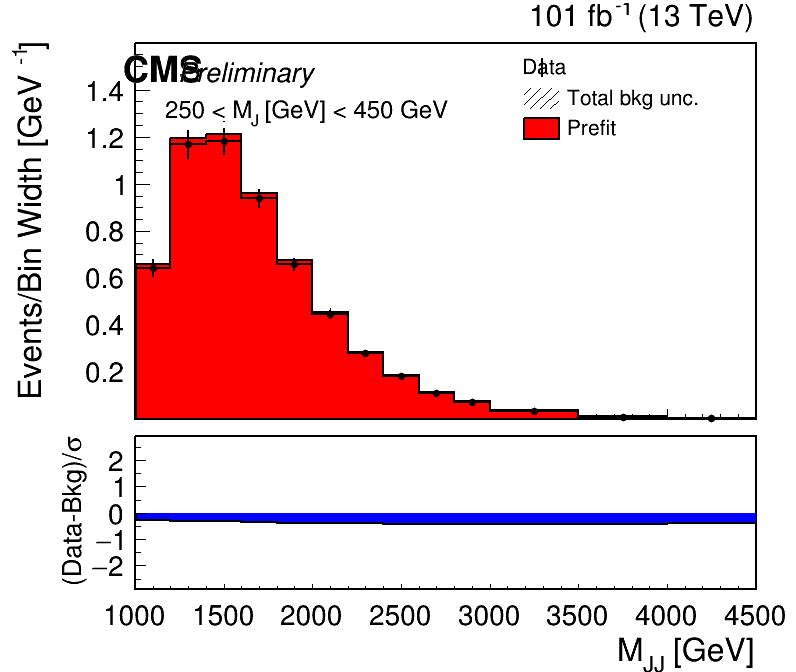 101 fb⁻¹ (13 TeV)
CMS Preliminary
250 < M_J [GeV] < 450 GeV
Data
Total bkg unc.
Prefit
Events/Bin Width [GeV⁻¹]
1.4
1.2
1
0.8
0.6
0.4
0.2
(Data-Bkg)/σ
2
1
0
−1
−2
1000 1500 2000 2500 3000 3500 4000 4500
M_JJ [GeV]